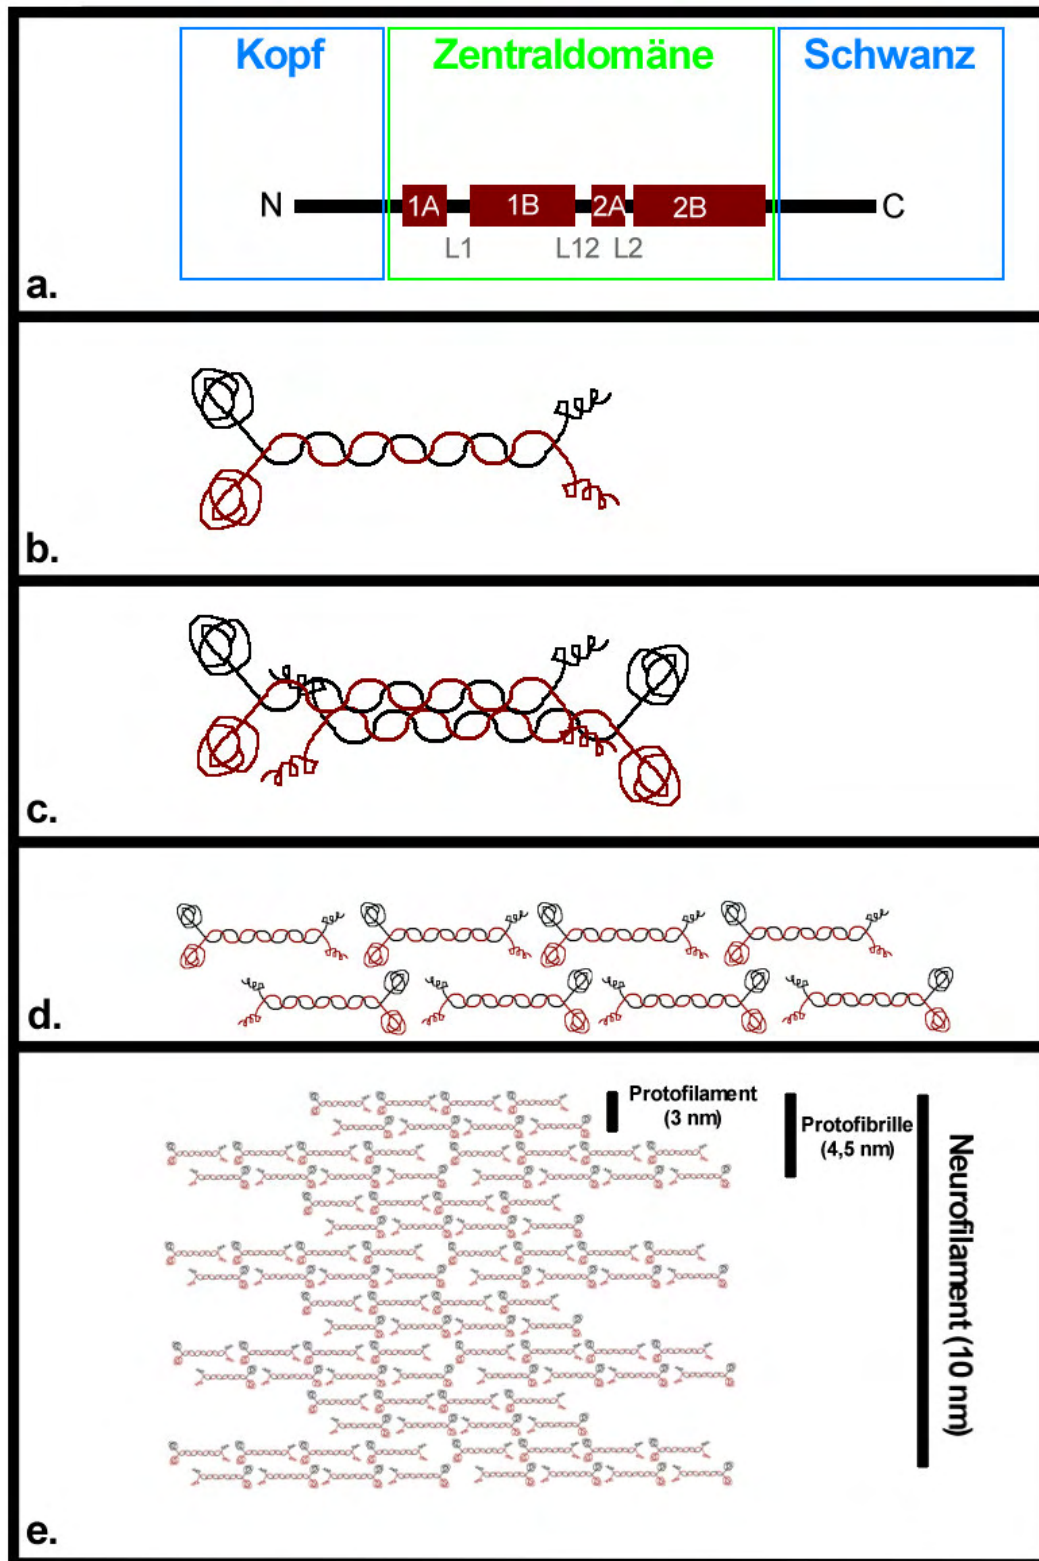 Kopf
Zentraldomäne
Schwanz
N
1A
1B
2A
2B
C
L1
L12
L2
a.
b.
c.
d.
Protofilament
(3 nm)
Protofibrille
(4,5 nm)
Neurofilament (10 nm)
e.